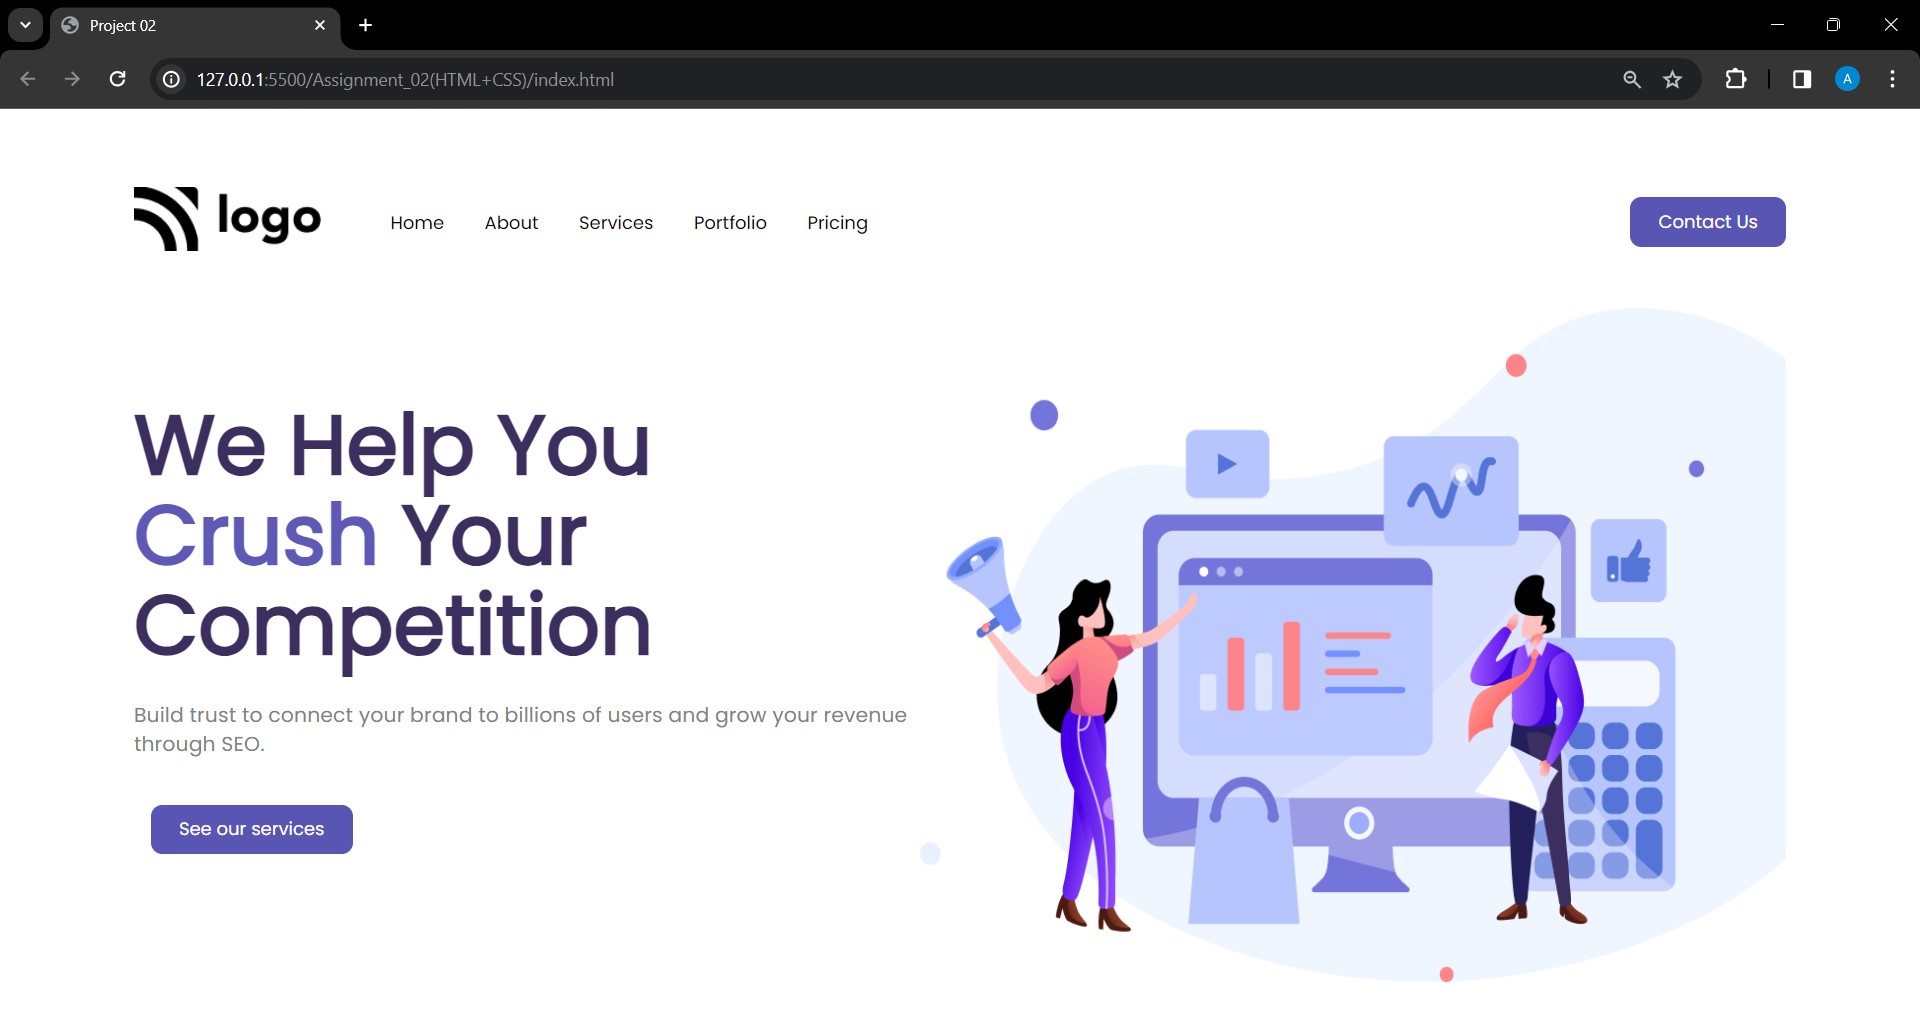 Project 02
127.0.0.1:5500/Assignment_02(HTML+CSS)/index.html
A
logo
Home About Services Portfolio Pricing
Contact Us
We Help You
Crush Your
Competition
Build trust to connect your brand to billions of users and grow your revenue
through SEO.
See our services